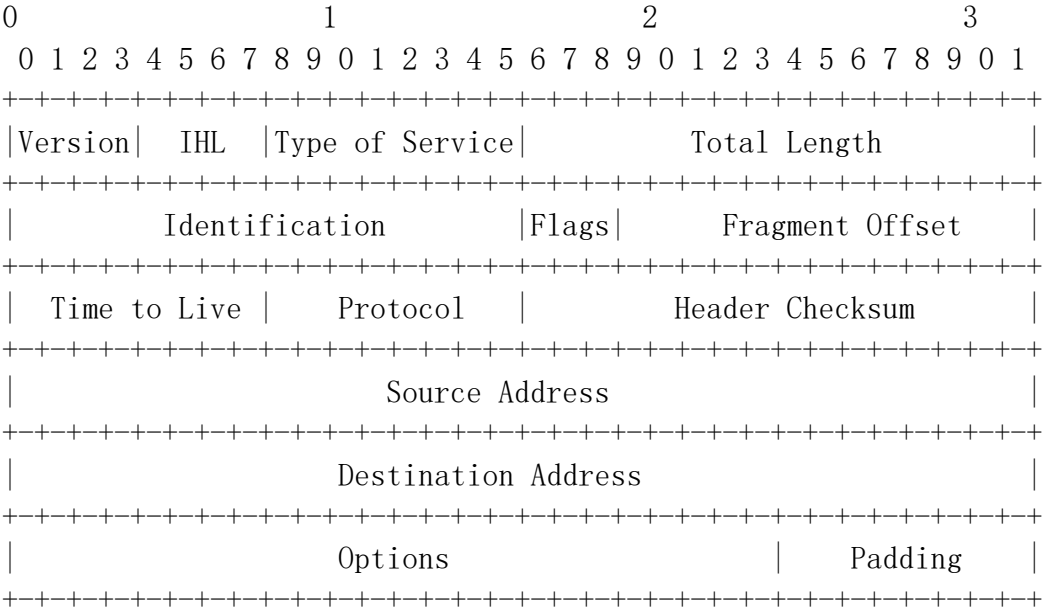 0                   1                   2                   3
 0 1 2 3 4 5 6 7 8 9 0 1 2 3 4 5 6 7 8 9 0 1 2 3 4 5 6 7 8 9 0 1
+-+-+-+-+-+-+-+-+-+-+-+-+-+-+-+-+-+-+-+-+-+-+-+-+-+-+-+-+-+-+-+-+
|Version|  IHL  |Type of Service|          Total Length         |
+-+-+-+-+-+-+-+-+-+-+-+-+-+-+-+-+-+-+-+-+-+-+-+-+-+-+-+-+-+-+-+-+
|         Identification        |Flags|      Fragment Offset    |
+-+-+-+-+-+-+-+-+-+-+-+-+-+-+-+-+-+-+-+-+-+-+-+-+-+-+-+-+-+-+-+-+
|  Time to Live |    Protocol   |         Header Checksum       |
+-+-+-+-+-+-+-+-+-+-+-+-+-+-+-+-+-+-+-+-+-+-+-+-+-+-+-+-+-+-+-+-+
|                       Source Address                          |
+-+-+-+-+-+-+-+-+-+-+-+-+-+-+-+-+-+-+-+-+-+-+-+-+-+-+-+-+-+-+-+-+
|                    Destination Address                        |
+-+-+-+-+-+-+-+-+-+-+-+-+-+-+-+-+-+-+-+-+-+-+-+-+-+-+-+-+-+-+-+-+
|                    Options                    |    Padding    |
+-+-+-+-+-+-+-+-+-+-+-+-+-+-+-+-+-+-+-+-+-+-+-+-+-+-+-+-+-+-+-+-+